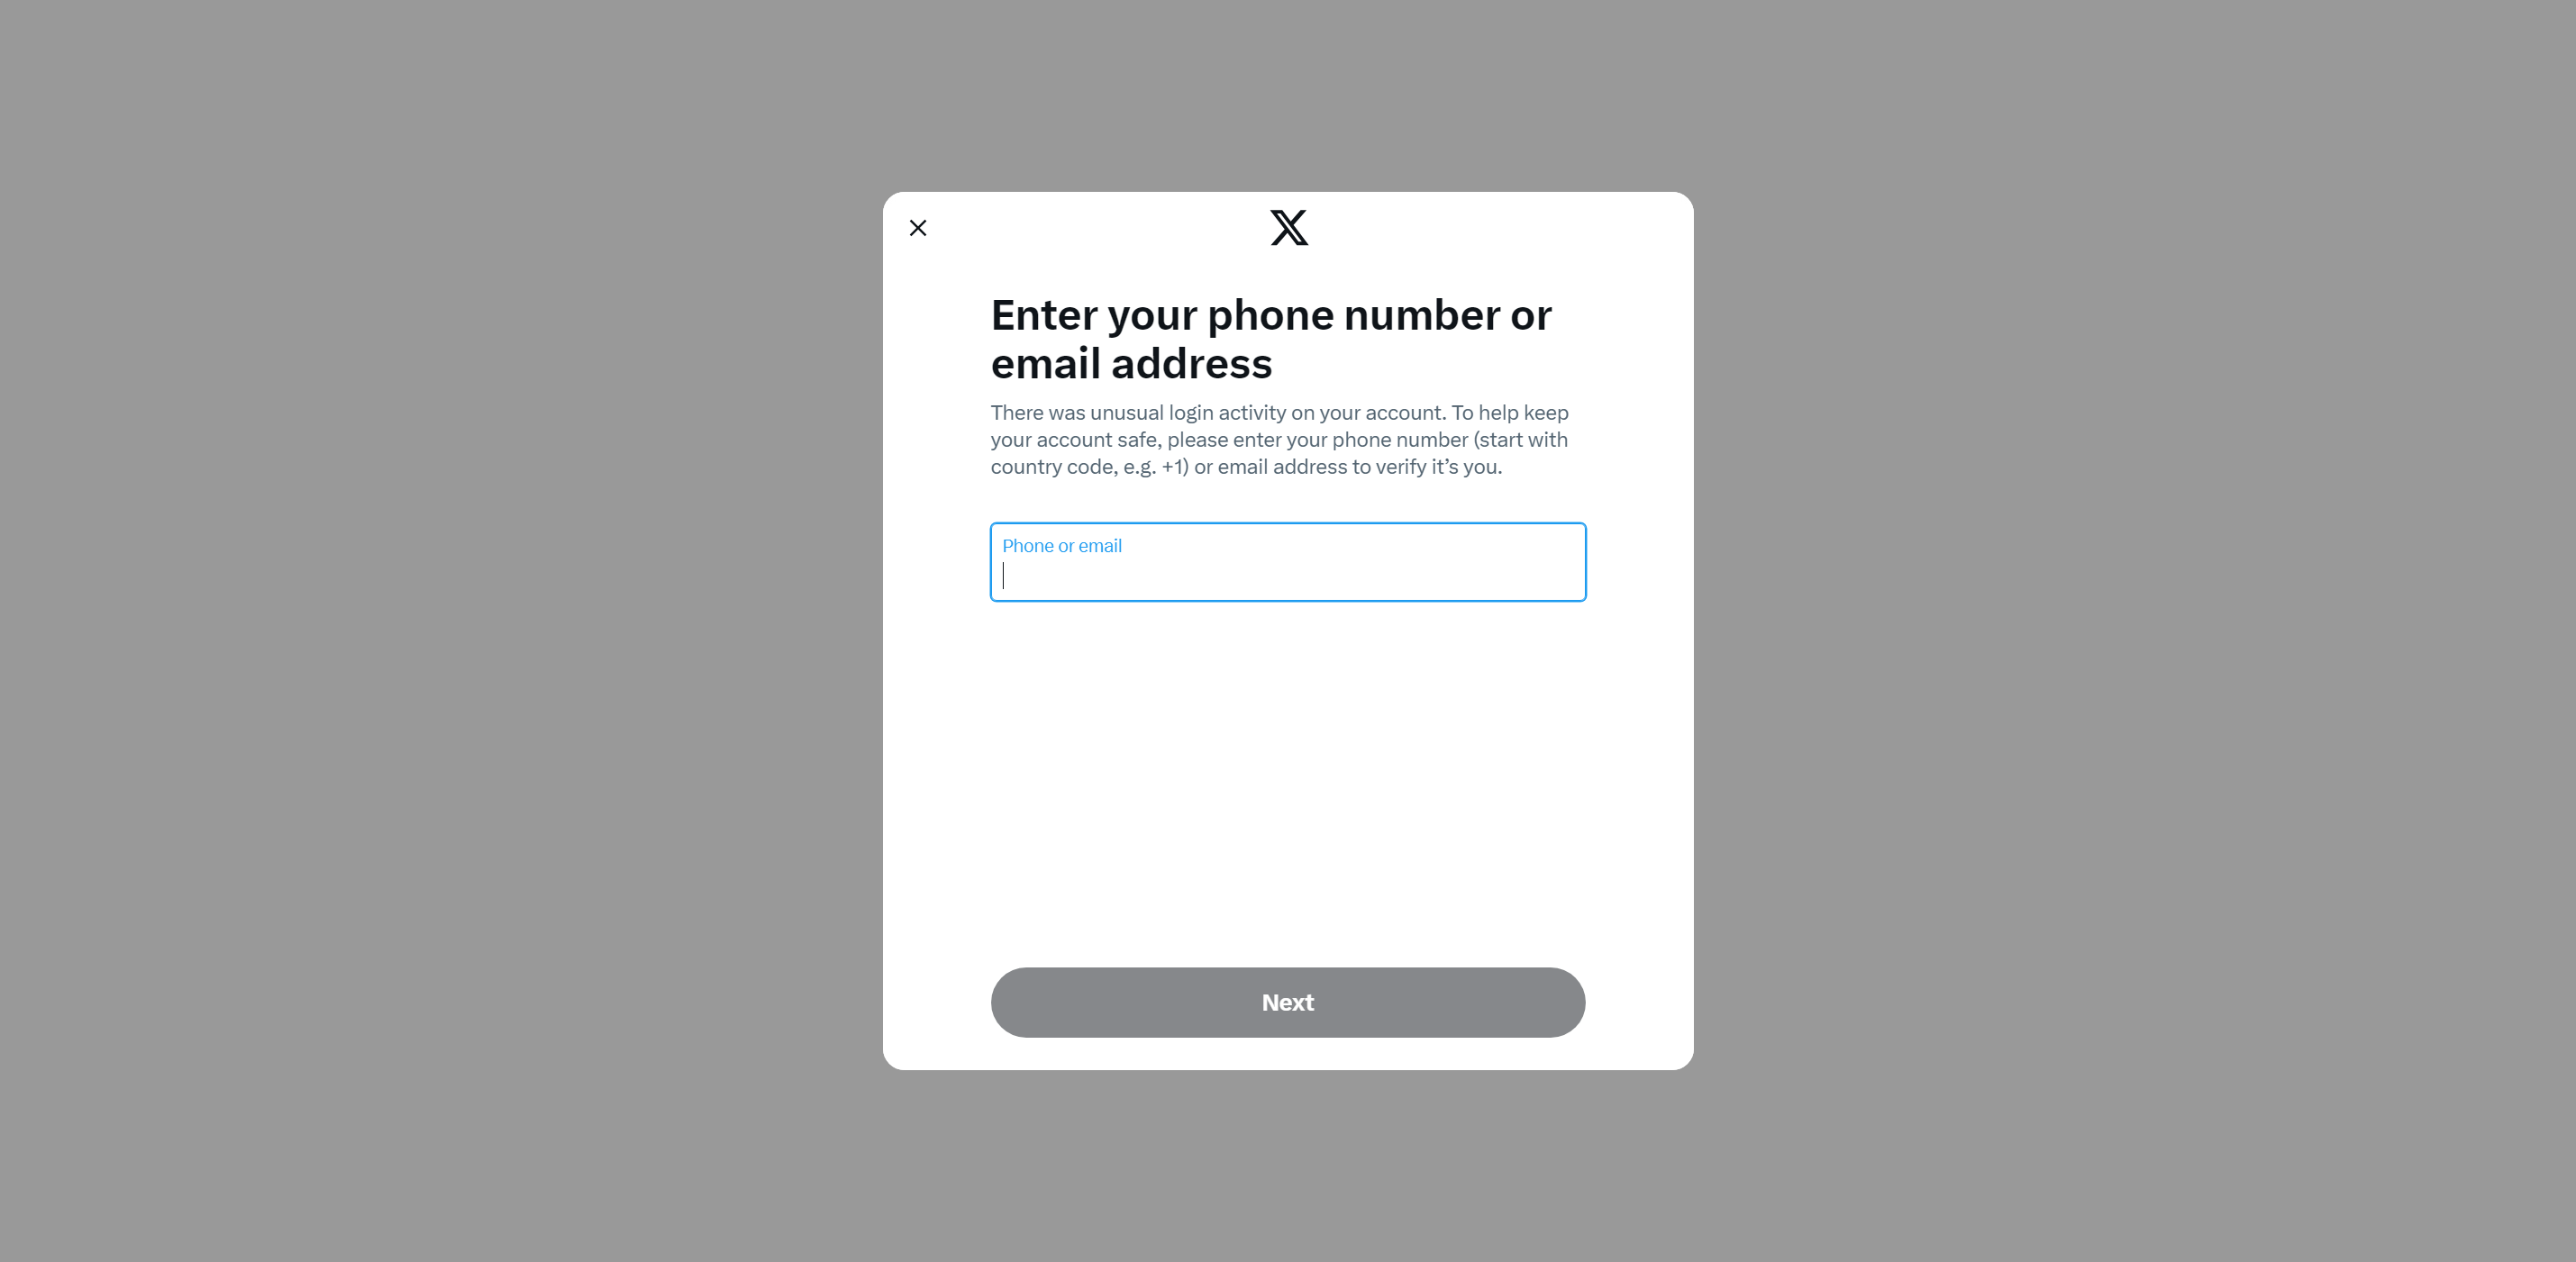 Enter your phone number or
email address
There was unusual login activity on your account. To help keep
your account safe, please enter your phone number (start with
country code, e.g. +1) or email address to verify it’s you.
Phone or email
Next